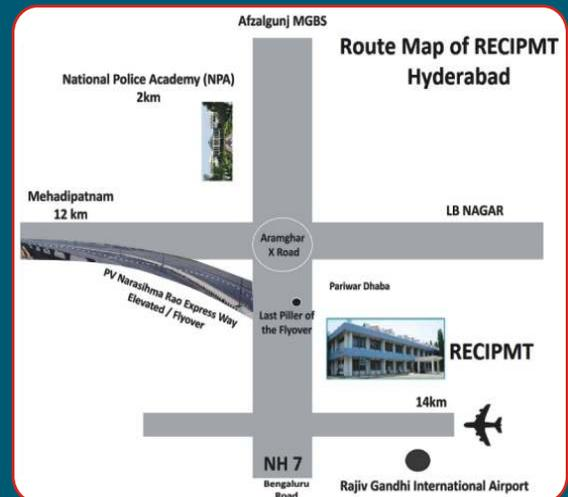 Afzalgunj MGBS
Route Map of RECIPMT
Hyderabad
National Police Academy (NPA)
2km
Mehadipatnam
12 km
LB NAGAR
Aramghar
X Road
PV Narasihma Rao Express Way
Elevated / Flyover
Pariwar Dhaba
Last Piller of
the Flyover
RECIPMT
14km
NH 7
Bengaluru
Road
Rajiv Gandhi International Airport